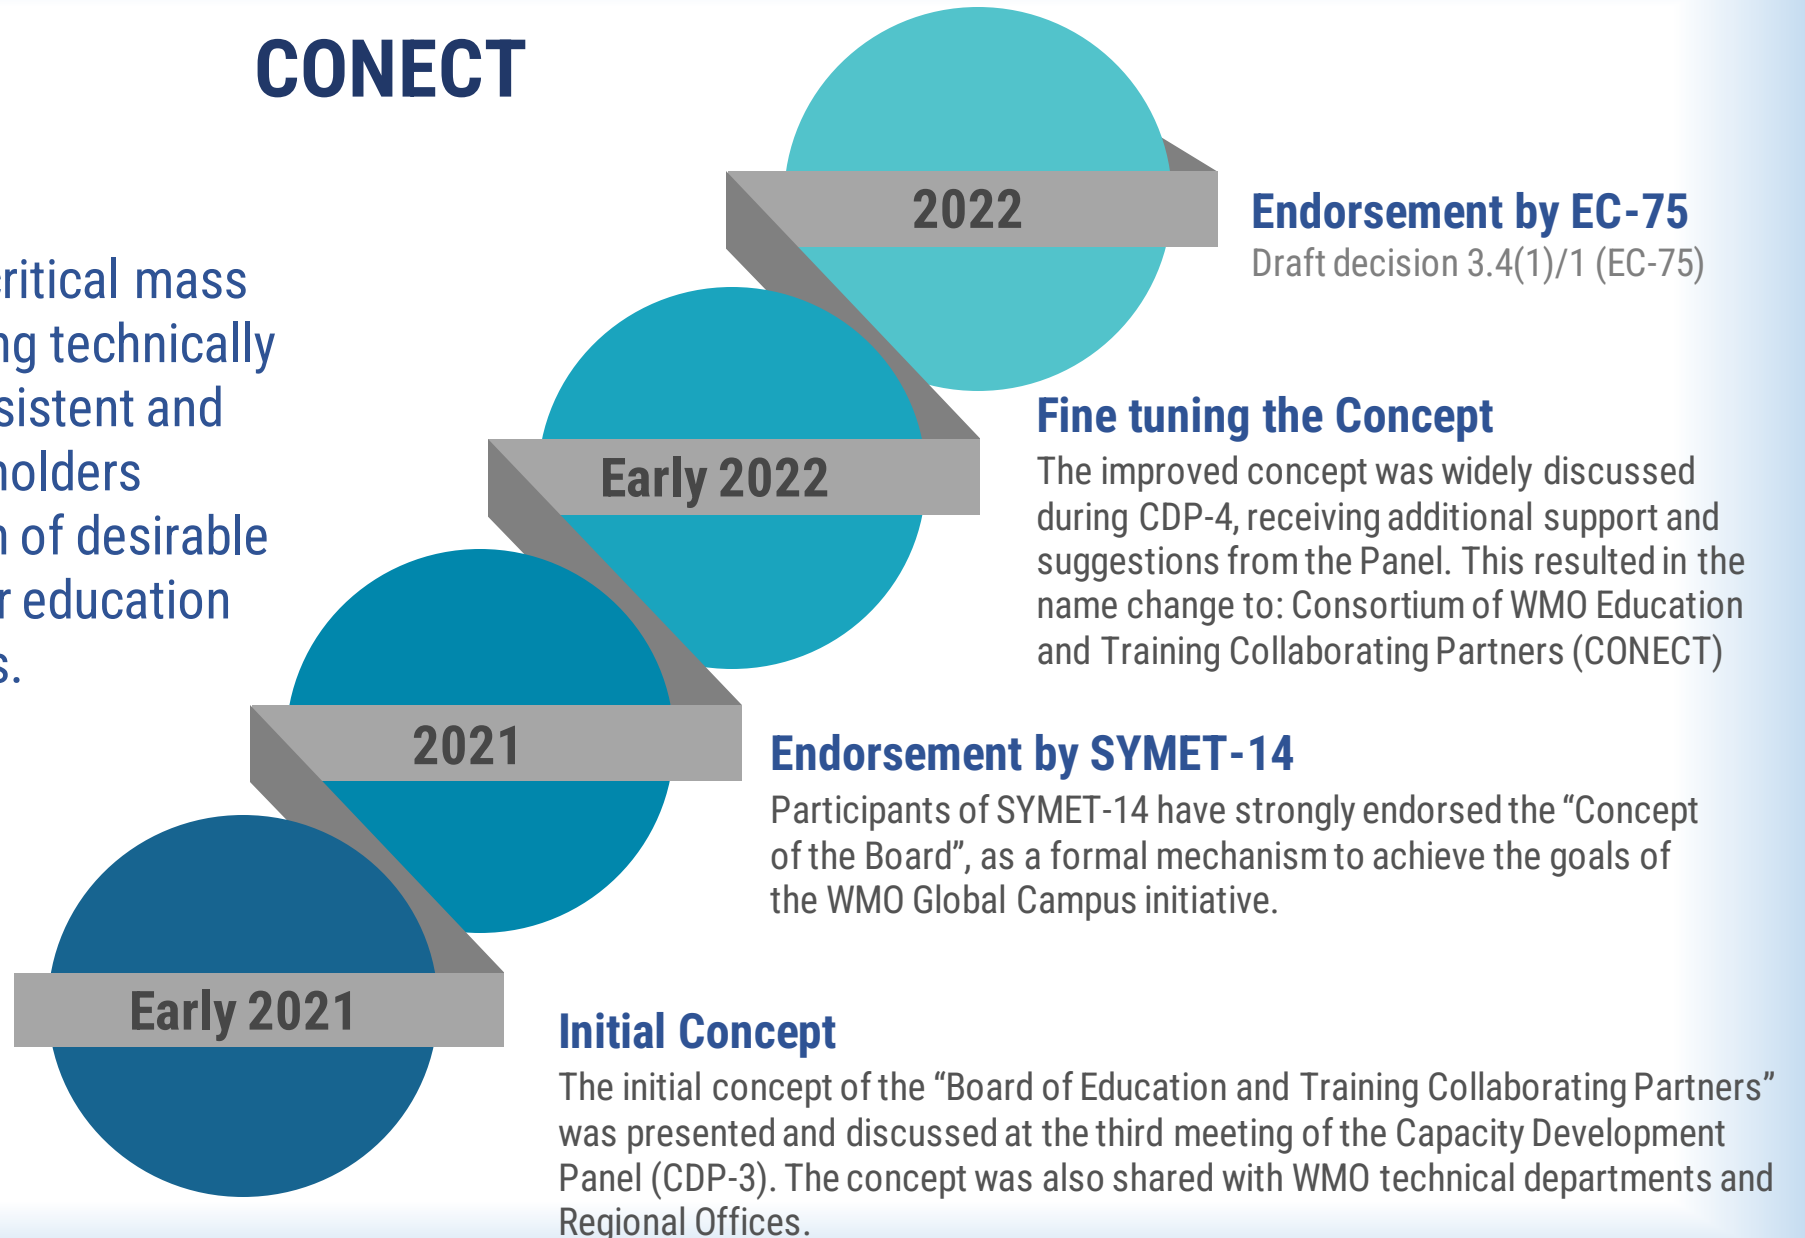 CONECT
critical mass
technically
and
of desirable
education
2022
Endorsement by EC-75
Draft decision 3.4(1)/1 (EC-75)
Early 2022
Fine tuning the Concept
The improved concept was widely discussed
during CDP-4, receiving additional support and
suggestions from the Panel. This resulted in the
name change to: Consortium of WMO Education
and Training Collaborating Partners (CONECT)
2021
Endorsement by SYMET-14
Participants of SYMET-14 have strongly endorsed the “Concept
of the Board”, as a formal mechanism to achieve the goals of
the WMO Global Campus initiative.
Early 2021
Initial Concept
The initial concept of the “Board of Education and Training Collaborating Partners”
was presented and discussed at the third meeting of the Capacity Development
Panel (CDP-3). The concept was also shared with WMO technical departments and
Regional Offices.